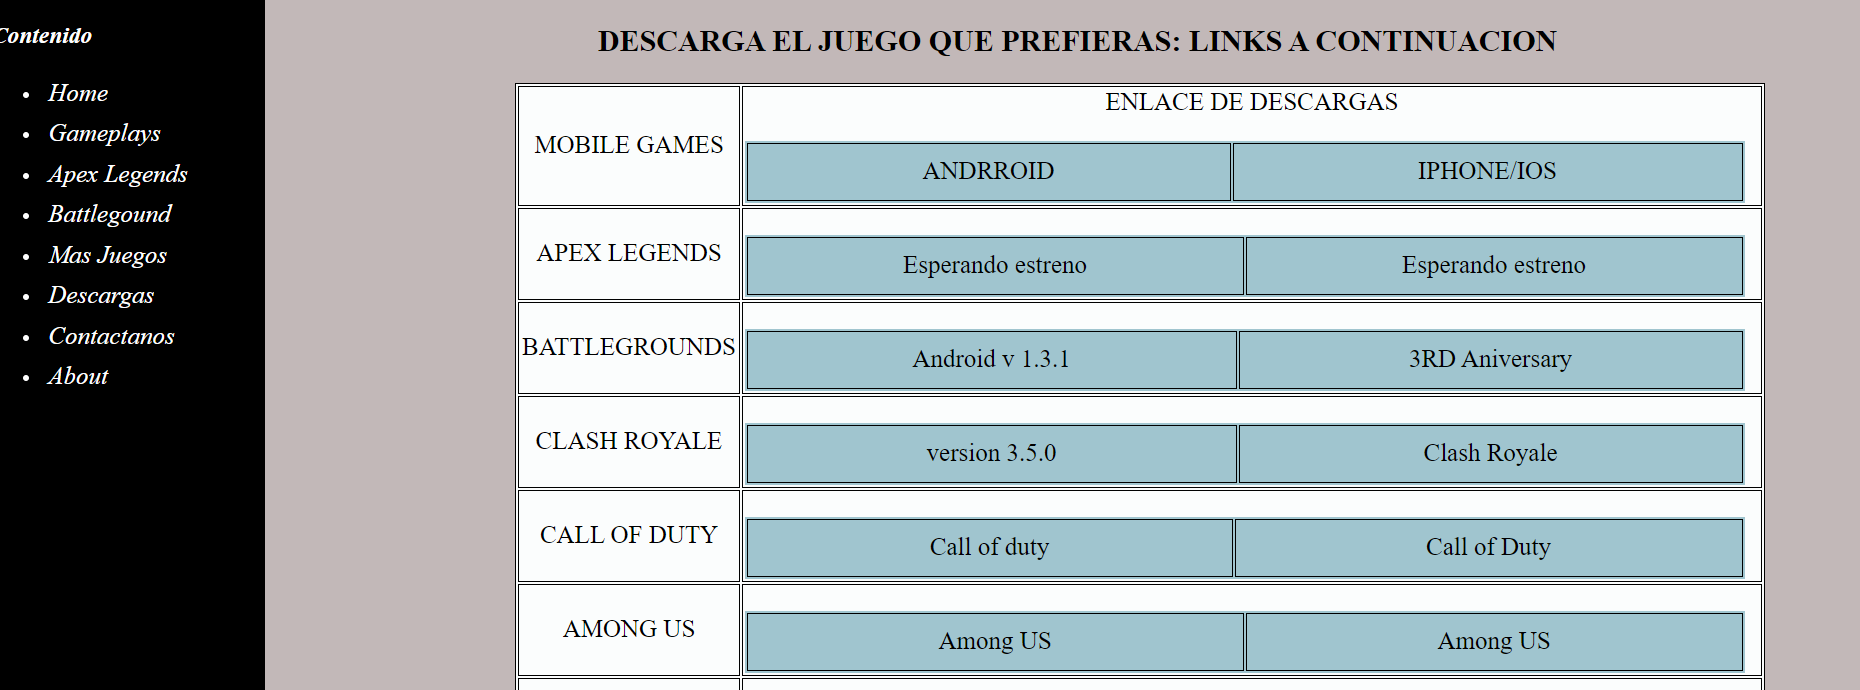 Contenido
Home
Gameplays
Apex Legends
Battlegound
Mas Juegos
Descargas
Contactanos
About
DESCARGA EL JUEGO QUE PREFIERAS: LINKS A CONTINUACION
MOBILE GAMES
ENLACE DE DESCARGAS
ANDRROID
IPHONE/IOS
APEX LEGENDS
Esperando estreno
Esperando estreno
BATTLEGROUNDS
Android v 1.3.1
3RD Aniversary
CLASH ROYALE
version 3.5.0
Clash Royale
CALL OF DUTY
Call of duty
Call of Duty
AMONG US
Among US
Among US